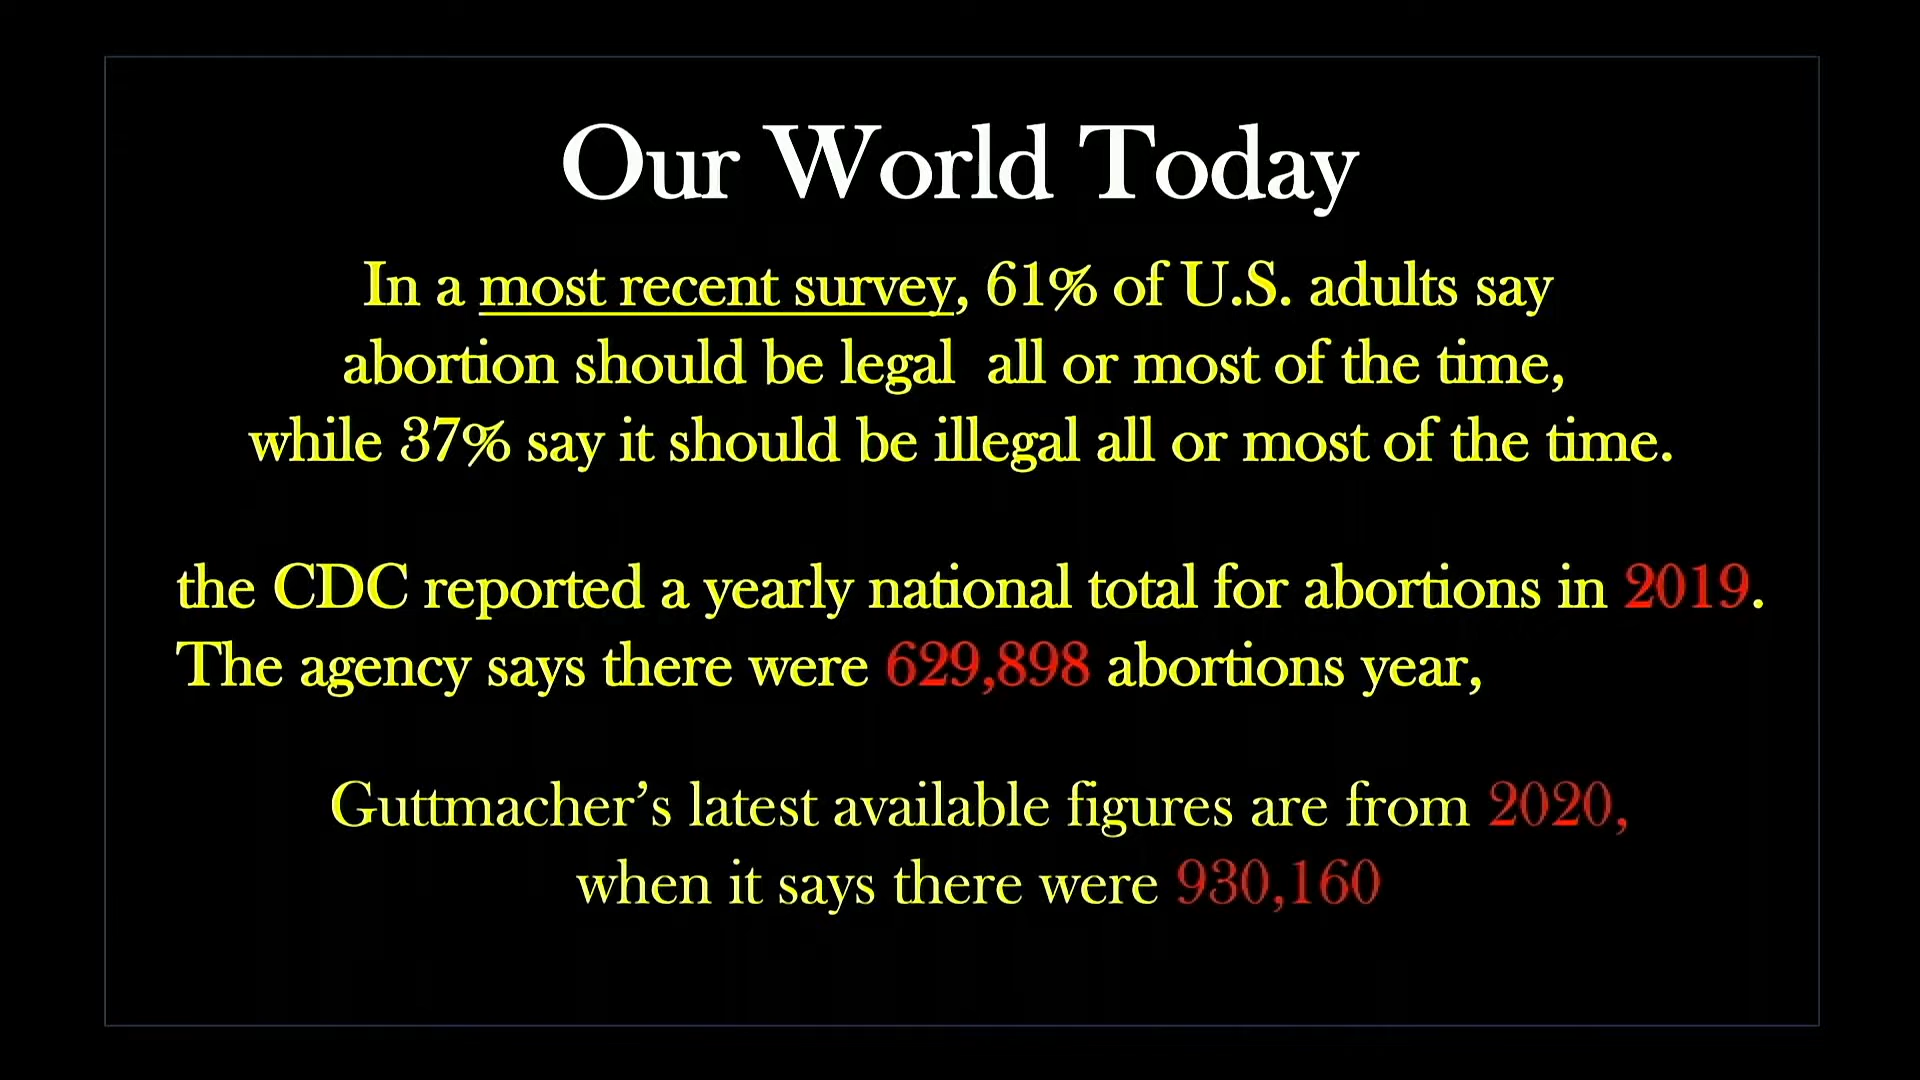 Our World Today
In a most recent survey, 61% of U.S. adults say
abortion should be legal  all or most of the time,
while 37% say it should be illegal all or most of the time.
the CDC reported a yearly national total for abortions in 2019.
The agency says there were 629,898 abortions year,
Guttmacher’s latest available figures are from 2020,
when it says there were 930,160